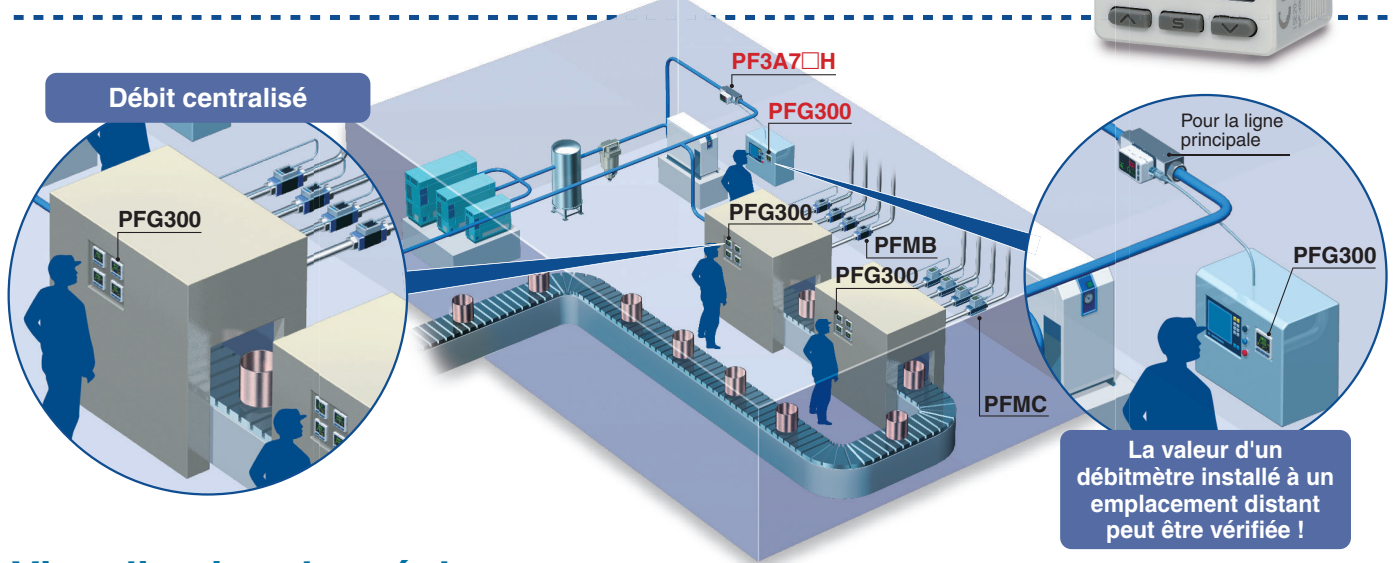 PF3A7□H
PFG300
Débit centralisé
PFG300
PFG300
PFMB
PFG300
PFMC
Pour la ligne
principale
PFG300
La valeur d'un
débitmètre installé à un
emplacement distant
peut être vérifiée !
S